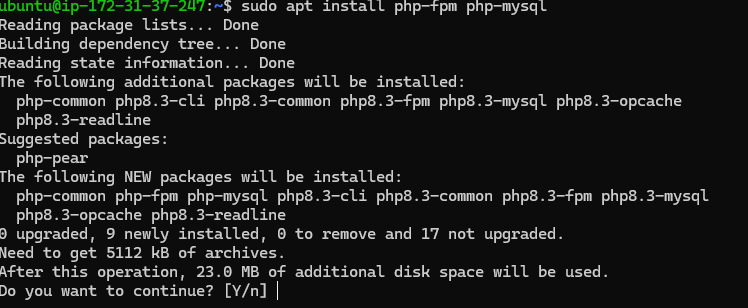 ubuntu@ip-172-31-37-247:~$ sudo apt install php-fpm php-mysql
Reading package lists... Done
Building dependency tree... Done
Reading state information... Done
The following additional packages will be installed:
  php-common php8.3-cli php8.3-common php8.3-fpm php8.3-mysql php8.3-opcache
  php8.3-readline
Suggested packages:
  php-pear
The following NEW packages will be installed:
  php-common php-fpm php-mysql php8.3-cli php8.3-common php8.3-fpm php8.3-mysql
  php8.3-opcache php8.3-readline
0 upgraded, 9 newly installed, 0 to remove and 17 not upgraded.
Need to get 5112 kB of archives.
After this operation, 23.0 MB of additional disk space will be used.
Do you want to continue? [Y/n]